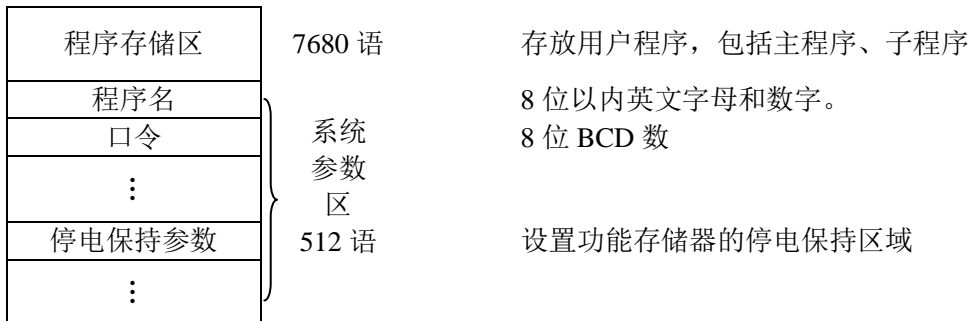 程序存储区 7680 语 存放用户程序，包括主程序、子程序
程序名 8 位以内英文字母和数字。
口令 系统 8 位 BCD 数
⋮ 参数
区
停电保持参数 512 语 设置功能存储器的停电保持区域
⋮